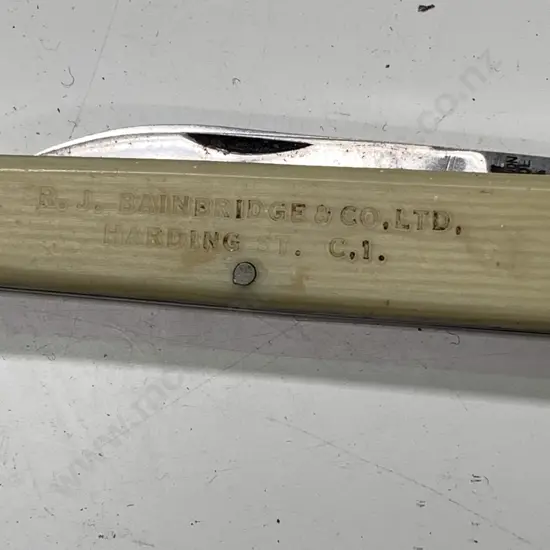 R. J. BAINBRIDGE & CO. LTD.
HARDING ST. C.1.